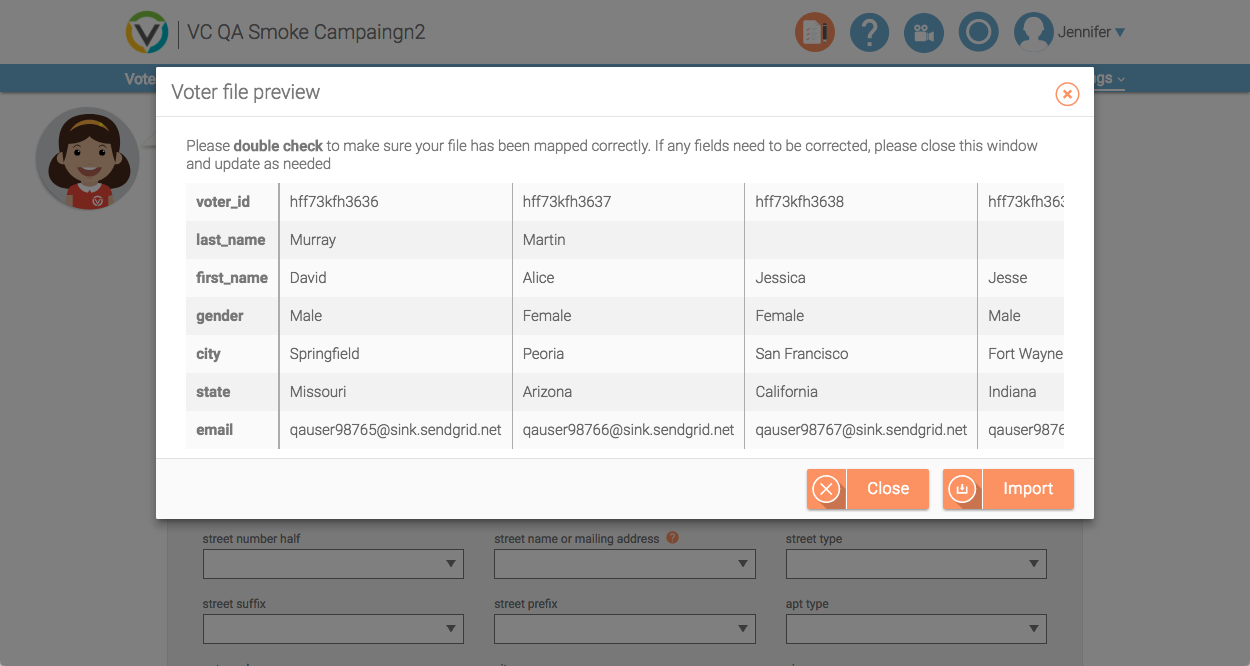 VC QA Smoke Campaingn2
Jennifer
Vote
gs
Voter file preview
Please double check to make sure your file has been mapped correctly. If any fields need to be corrected, please close this window
and update as needed
voter_id hff73kfh3636 hff73kfh3637 hff73kfh3638 hff73kfh363
last_name Murray Martin
first_name David Alice Jessica Jesse
gender Male Female Female Male
city Springfield Peoria San Francisco Fort Wayne
state Missouri Arizona California Indiana
email qauser98765@sink.sendgrid.net qauser98766@sink.sendgrid.net qauser98767@sink.sendgrid.net qauser9876
Close Import
street number half street name or mailing address ? street type
street suffix street prefix apt type